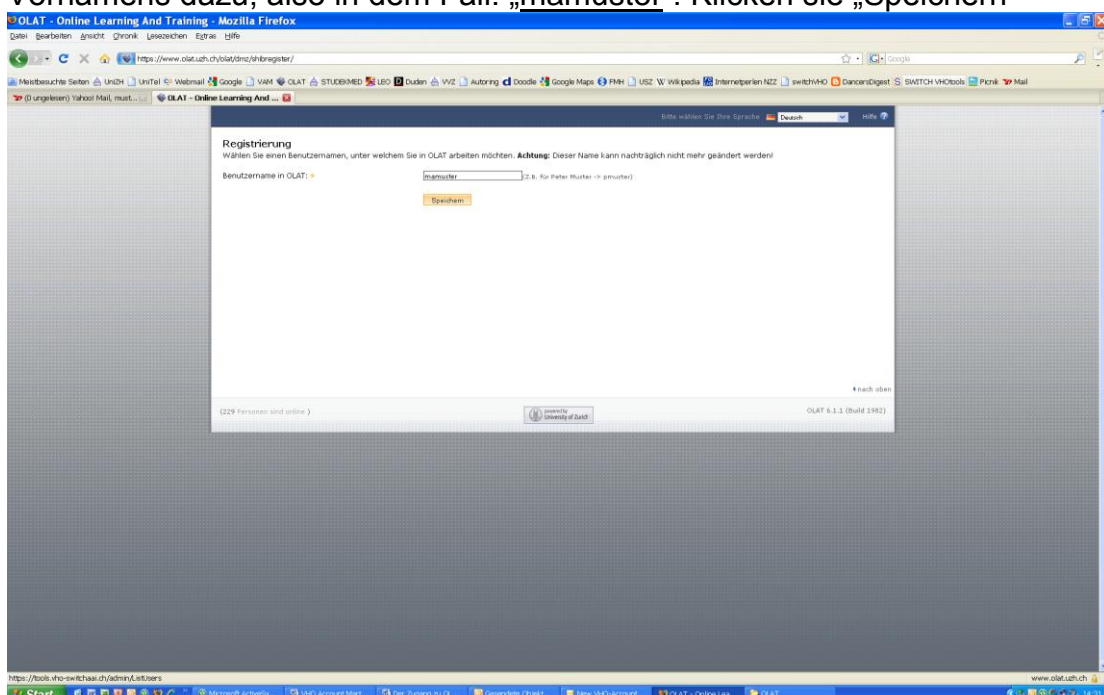 Vornamens dazu, also in dem Fall: „mamuster“. Klicken sie „Speichern“
OLAT - Online Learning And Training - Mozilla Firefox
Datei Bearbeiten Ansicht Chronik Lesezeichen Extras Hilfe
https://www.olat.uzh.ch/olat/dmz/shibregister/ Google
Meistbesuchte Seiten UniZH UniTel Webmail Google VAM OLAT STUDEKMED LEO Duden VVZ Autoring Doodle Google Maps FMH USZ Wikipedia Internetperlen NZZ switchVHO DancersDigest SWITCH VHOtools Picnik Mail
(0 ungelesen) Yahoo! Mail, must... OLAT - Online Learning And ...
Bitte wählen Sie Ihre Sprache Deutsch Hilfe
Registrierung
Wählen Sie einen Benutzernamen, unter welchem Sie in OLAT arbeiten möchten. Achtung: Dieser Name kann nachträglich nicht mehr geändert werden!
Benutzername in OLAT: mamuster (z.B. für Peter Muster -> pmuster)
Speichern
nach oben
(229 Personen sind online ) powered by University of Zurich OLAT 6.1.1 (Build 1982)
https://tools.vho-switchaai.ch/admin/ListUsers www.olat.uzh.ch
Start Microsoft ActiveSy... VHO Account Mart... Der Zugang zu OL... Gesendete Objekt... New VHO-Account... OLAT - Online Lea... OLAT 14:31